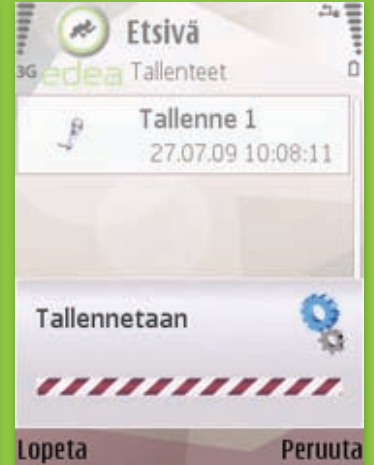 Etsivä
3G edea Tallenteet
Tallenne 1
27.07.09 10:08:11
Tallennetaan
Lopeta Peruuta